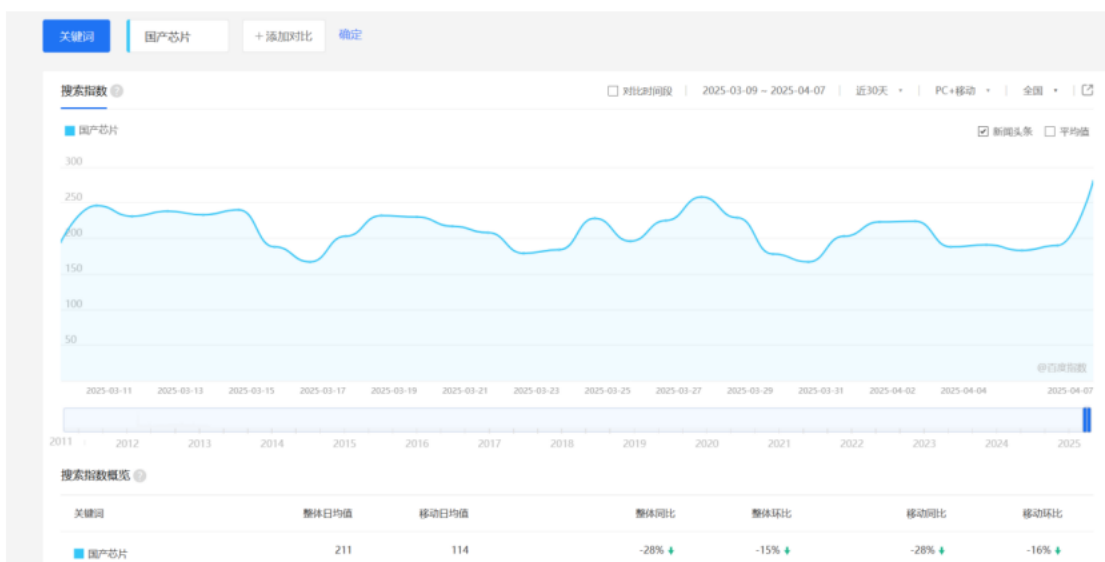 关键词 国产芯片 +添加对比 确定
搜索指数 ? 对比时间段 2025-03-09 ~ 2025-04-07 近30天 PC+移动 全国
国产芯片 新闻头条 平均值
300
250
200
150
100
50
@百度指数
2025-03-11 2025-03-13 2025-03-15 2025-03-17 2025-03-19 2025-03-21 2025-03-23 2025-03-25 2025-03-27 2025-03-29 2025-03-31 2025-04-02 2025-04-04 2025-04-07
2011 2012 2013 2014 2015 2016 2017 2018 2019 2020 2021 2022 2023 2024 2025
搜索指数概览 ?
关键词 整体日均值 移动日均值 整体同比 整体环比 移动同比 移动环比
国产芯片 211 114 -28% -15% -28% -16%